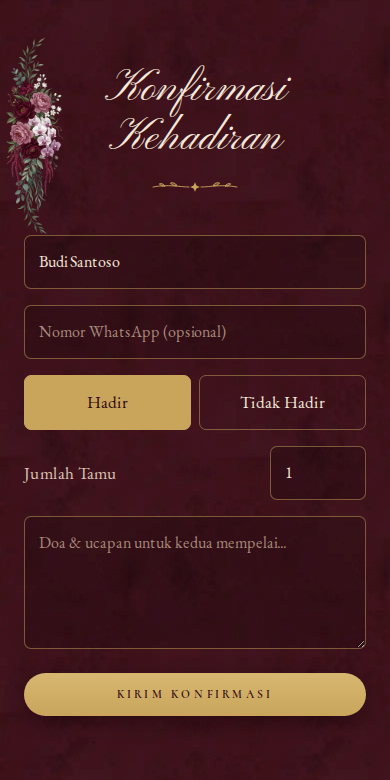 Konfirmasi
Kehadiran
Budi Santoso
Nomor WhatsApp (opsional)
Hadir
Tidak Hadir
Jumlah Tamu
1
Doa & ucapan untuk kedua mempelai...
KIRIM KONFIRMASI